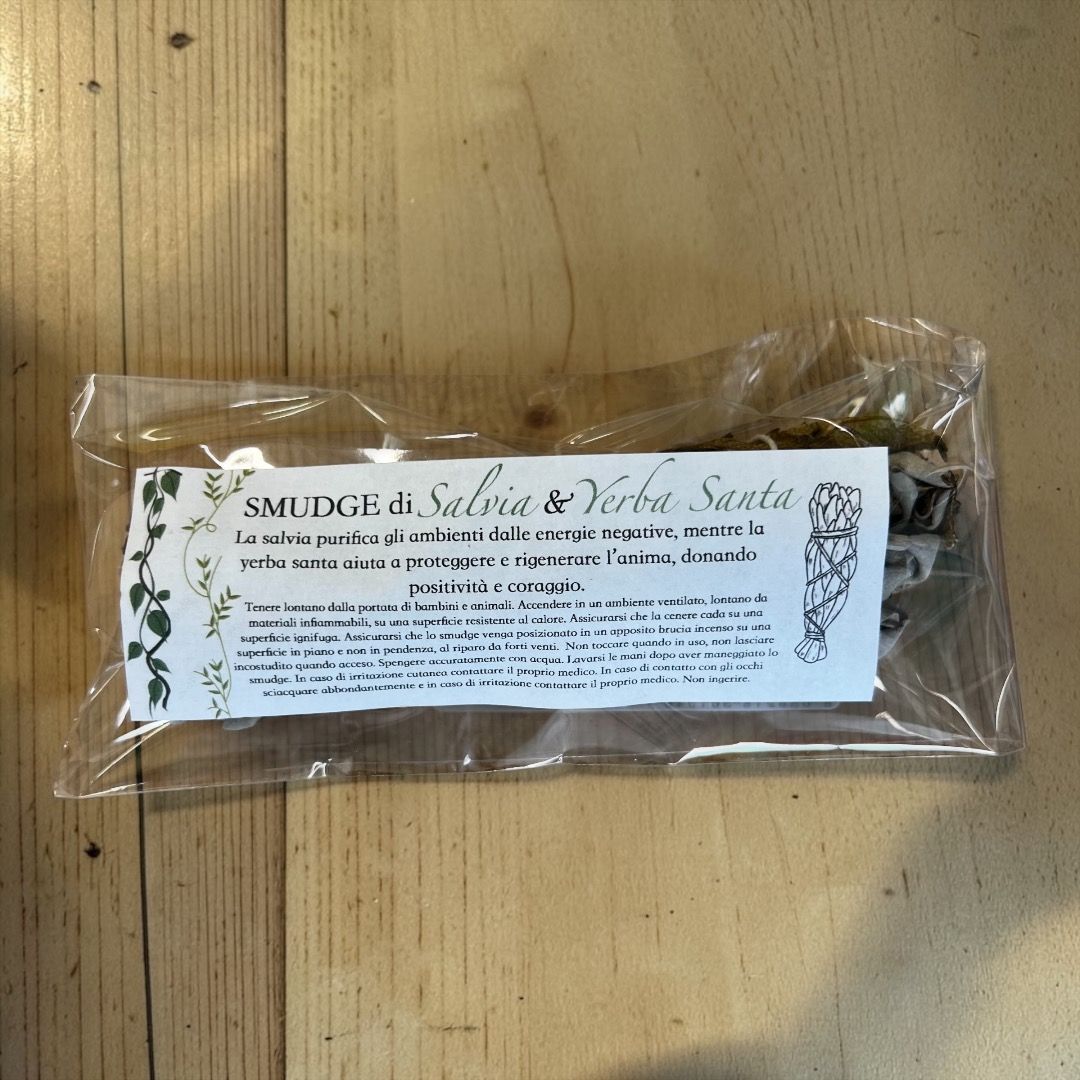 SMUDGE di Salvia & Yerba Santa
La salvia purifica gli ambienti dalle energie negative, mentre la
yerba santa aiuta a proteggere e rigenerare l'anima, donando
positività e coraggio.
Tenere lontano dalla portata di bambini e animali. Accendere in un ambiente ventilato, lontano da
materiali infiammabili, su una superficie resistente al calore. Assicurarsi che la cenere cada su una
superficie ignifuga. Assicurarsi che lo smudge venga posizionato in un apposito brucia incenso su una
superficie in piano e non in pendenza, al riparo da forti venti. Non toccare quando in uso, non lasciare
incostudito quando acceso. Spengere accuratamente con acqua. Lavarsi le mani dopo aver maneggiato lo
smudge. In caso di irritazione cutanea contattare il proprio medico. In caso di contatto con gli occhi
sciacquare abbondantemente e in caso di irritazione contattare il proprio medico. Non ingerire.